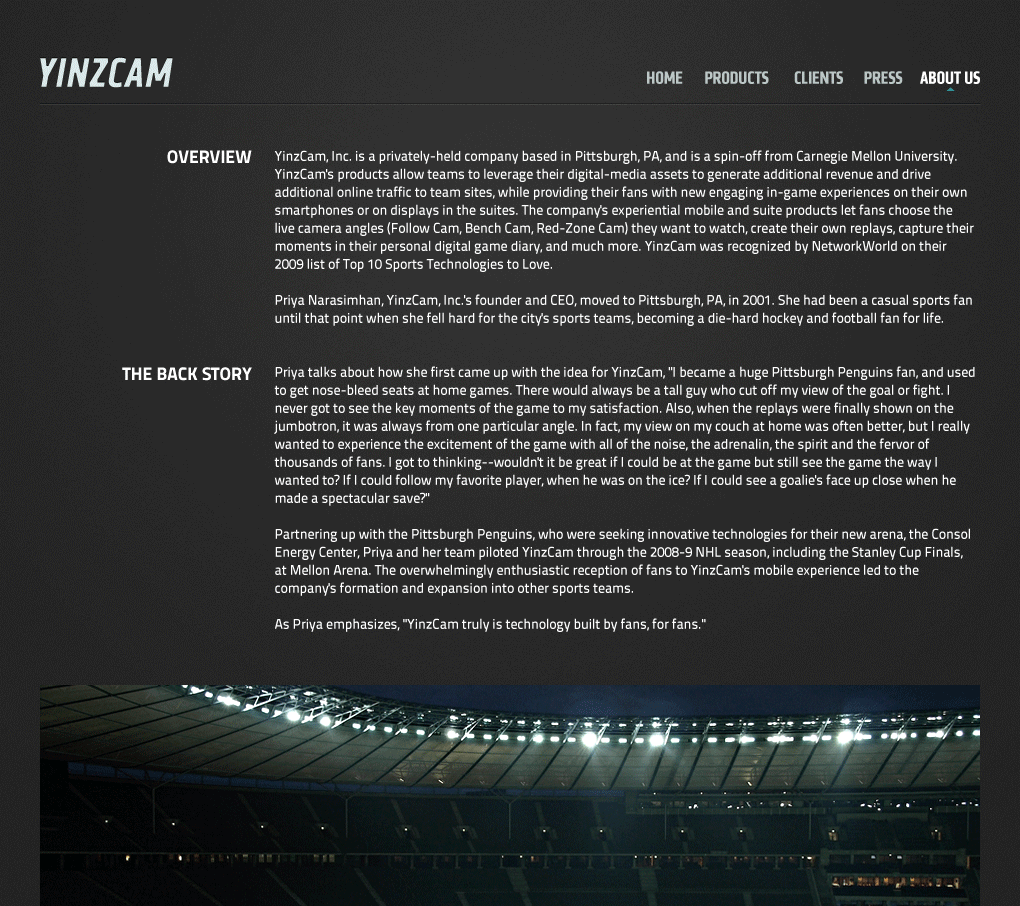 YINZCAM
HOME PRODUCTS CLIENTS PRESS ABOUT US
OVERVIEW
YinzCam, Inc. is a privately-held company based in Pittsburgh, PA, and is a spin-off from Carnegie Mellon University.
YinzCam's products allow teams to leverage their digital-media assets to generate additional revenue and drive
additional online traffic to team sites, while providing their fans with new engaging in-game experiences on their own
smartphones or on displays in the suites. The company's experiential mobile and suite products let fans choose the
live camera angles (Follow Cam, Bench Cam, Red-Zone Cam) they want to watch, create their own replays, capture their
moments in their personal digital game diary, and much more. YinzCam was recognized by NetworkWorld on their
2009 list of Top 10 Sports Technologies to Love.
Priya Narasimhan, YinzCam, Inc.'s founder and CEO, moved to Pittsburgh, PA, in 2001. She had been a casual sports fan
until that point when she fell hard for the city's sports teams, becoming a die-hard hockey and football fan for life.
THE BACK STORY
Priya talks about how she first came up with the idea for YinzCam, "I became a huge Pittsburgh Penguins fan, and used
to get nose-bleed seats at home games. There would always be a tall guy who cut off my view of the goal or fight. I
never got to see the key moments of the game to my satisfaction. Also, when the replays were finally shown on the
jumbotron, it was always from one particular angle. In fact, my view on my couch at home was often better, but I really
wanted to experience the excitement of the game with all of the noise, the adrenalin, the spirit and the fervor of
thousands of fans. I got to thinking--wouldn't it be great if I could be at the game but still see the game the way I
wanted to? If I could follow my favorite player, when he was on the ice? If I could see a goalie's face up close when he
made a spectacular save?"
Partnering up with the Pittsburgh Penguins, who were seeking innovative technologies for their new arena, the Consol
Energy Center, Priya and her team piloted YinzCam through the 2008-9 NHL season, including the Stanley Cup Finals,
at Mellon Arena. The overwhelmingly enthusiastic reception of fans to YinzCam's mobile experience led to the
company's formation and expansion into other sports teams.
As Priya emphasizes, "YinzCam truly is technology built by fans, for fans."